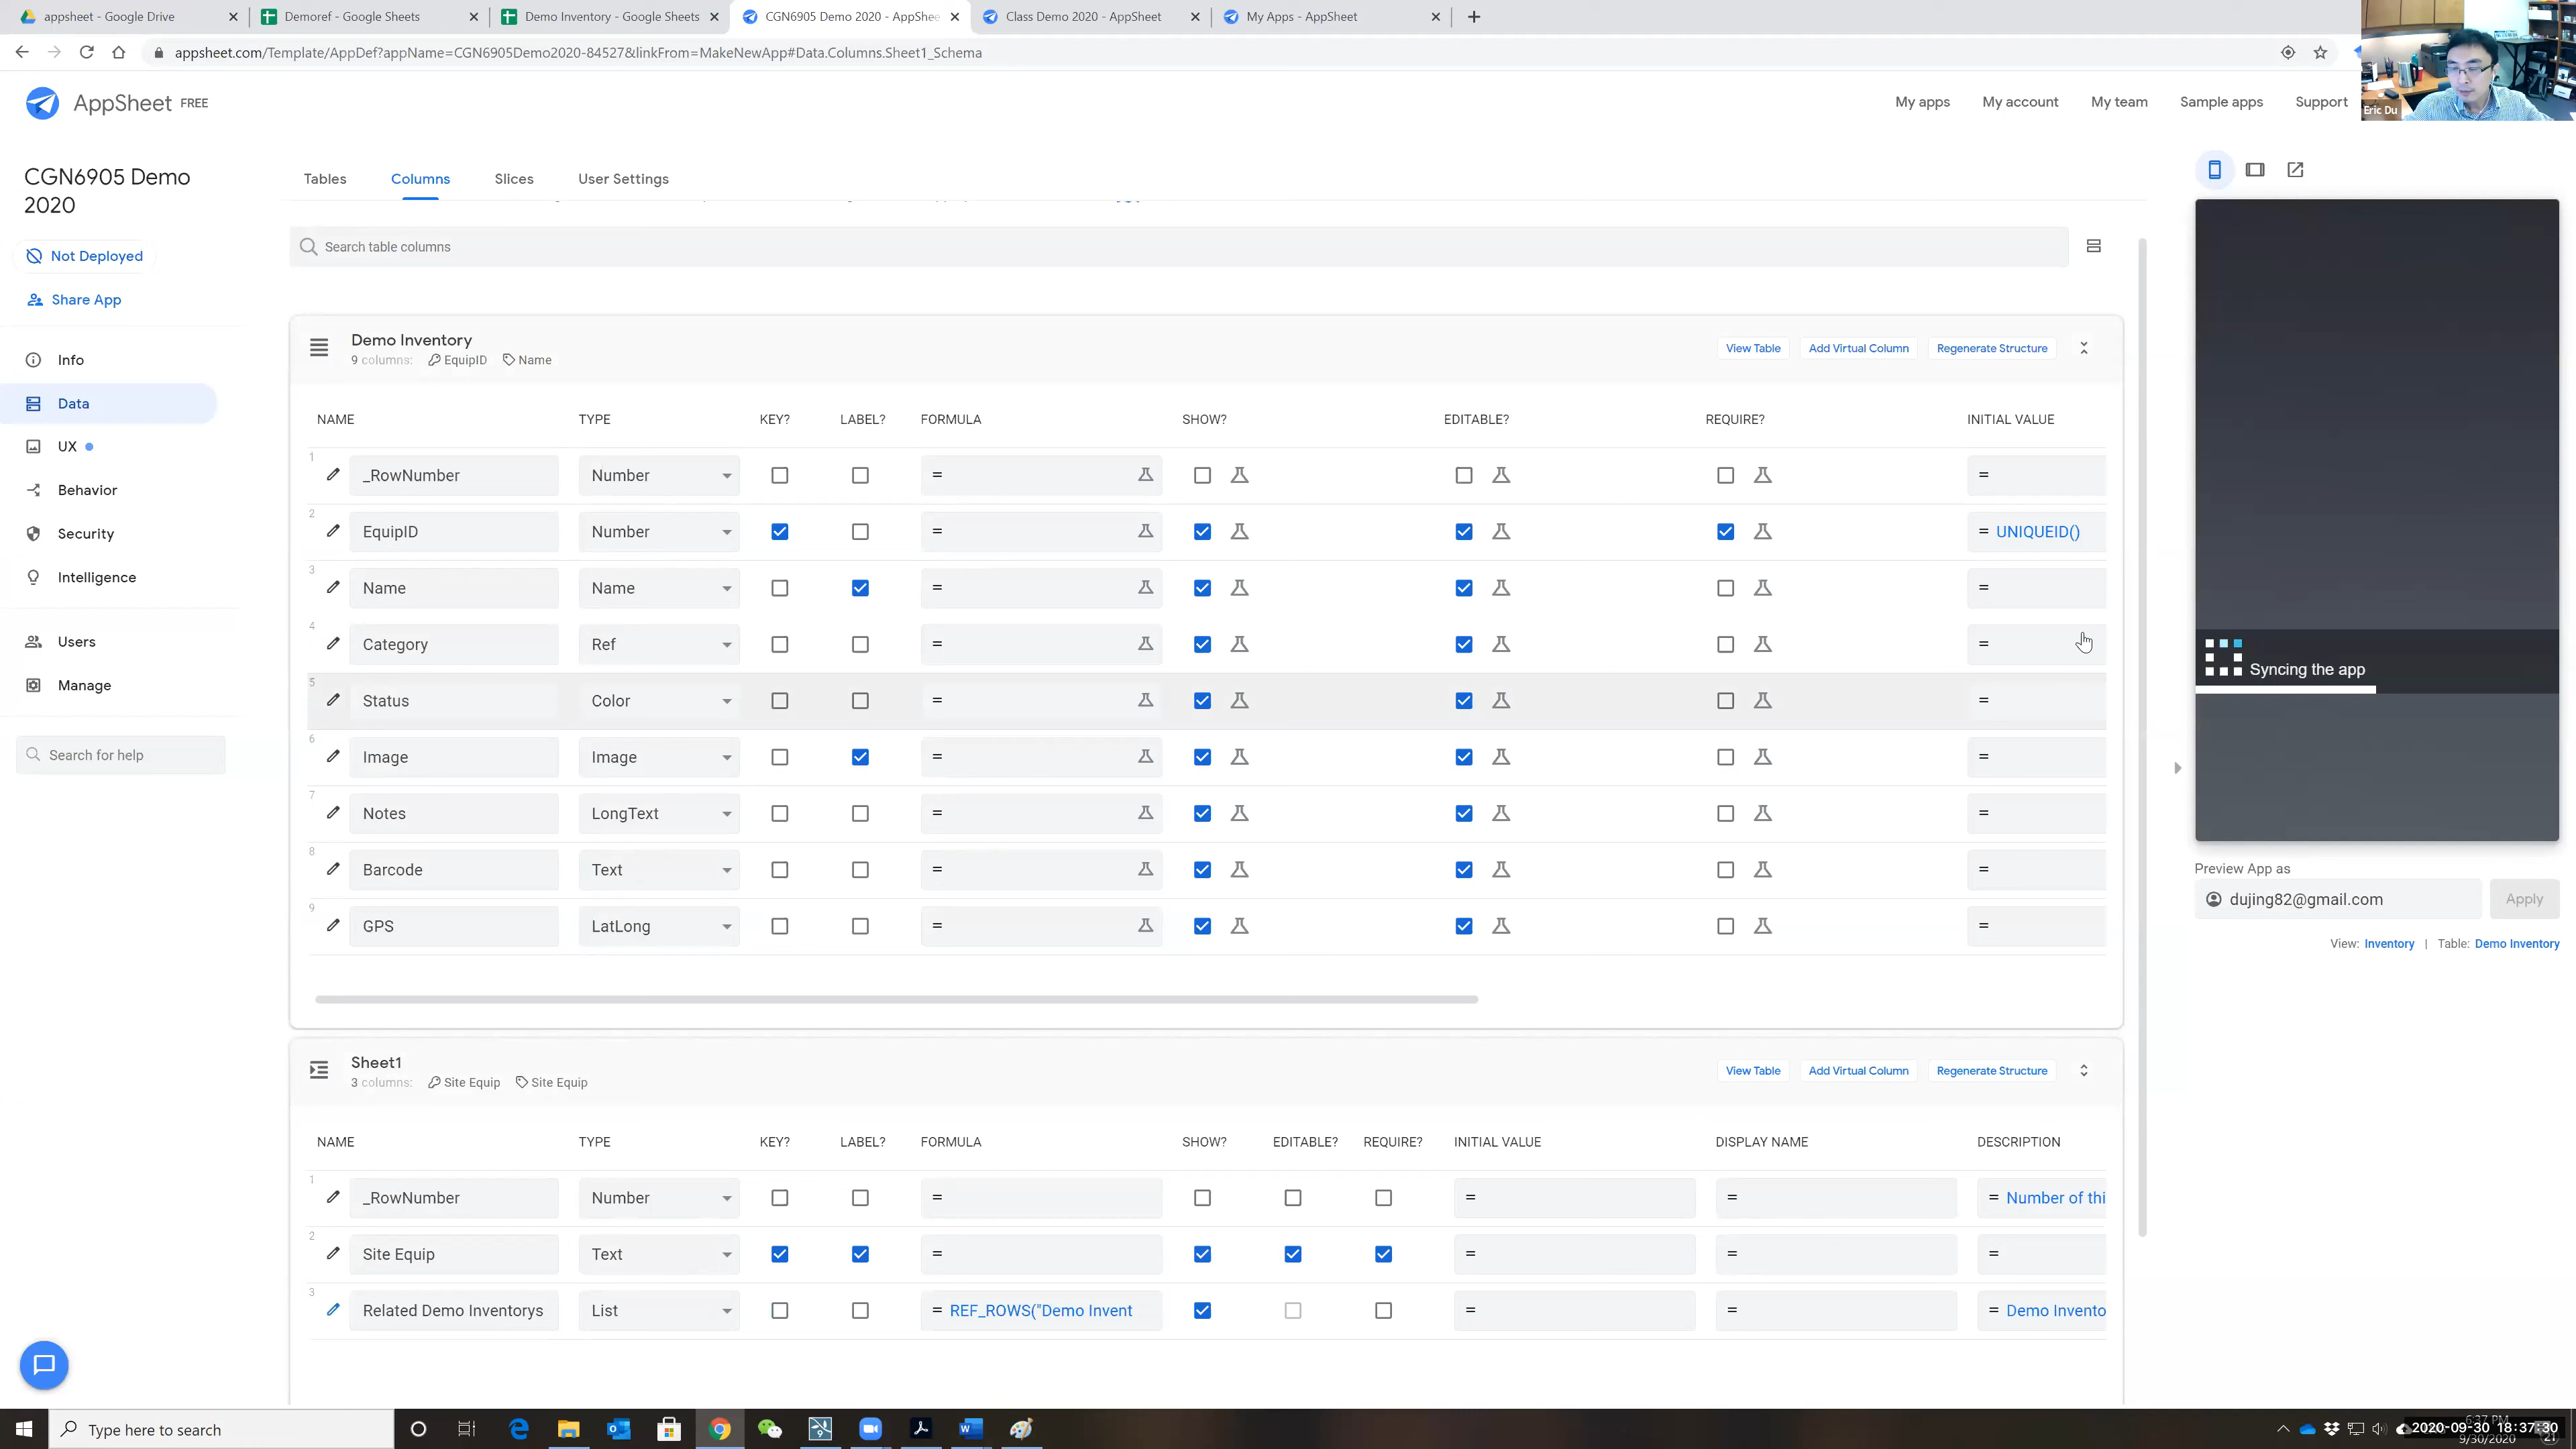 appsheet - Google Drive
Demoref - Google Sheets
Demo Inventory - Google Sheets
CGN6905 Demo 2020 - AppShee
Class Demo 2020 - AppSheet
My Apps - AppSheet
appsheet.com/Template/AppDef?appName=CGN6905Demo2020-84527&linkFrom=MakeNewApp#Data.Columns.Sheet1_Schema
AppSheet FREE
My apps My account My team Sample apps Support
Eric Du
CGN6905 Demo
2020
Not Deployed
Share App
Info
Data
UX
Behavior
Security
Intelligence
Users
Manage
Search for help
Tables Columns Slices User Settings
Search table columns
Demo Inventory
9 columns: EquipID Name
View Table Add Virtual Column Regenerate Structure
NAME TYPE KEY? LABEL? FORMULA SHOW? EDITABLE? REQUIRE? INITIAL VALUE
1 _RowNumber Number = =
2 EquipID Number = = UNIQUEID()
3 Name Name = =
4 Category Ref = =
5 Status Color = =
6 Image Image = =
7 Notes LongText = =
8 Barcode Text = =
9 GPS LatLong = =
Sheet1
3 columns: Site Equip Site Equip
View Table Add Virtual Column Regenerate Structure
NAME TYPE KEY? LABEL? FORMULA SHOW? EDITABLE? REQUIRE? INITIAL VALUE DISPLAY NAME DESCRIPTION
1 _RowNumber Number = = = = Number of thi
2 Site Equip Text = = = =
3 Related Demo Inventorys List = REF_ROWS("Demo Invent = = = Demo Invento
Syncing the app
Preview App as
dujing82@gmail.com Apply
View: Inventory | Table: Demo Inventory
Type here to search
6:37 PM
2020-09-30 18:37:30
9/30/2020